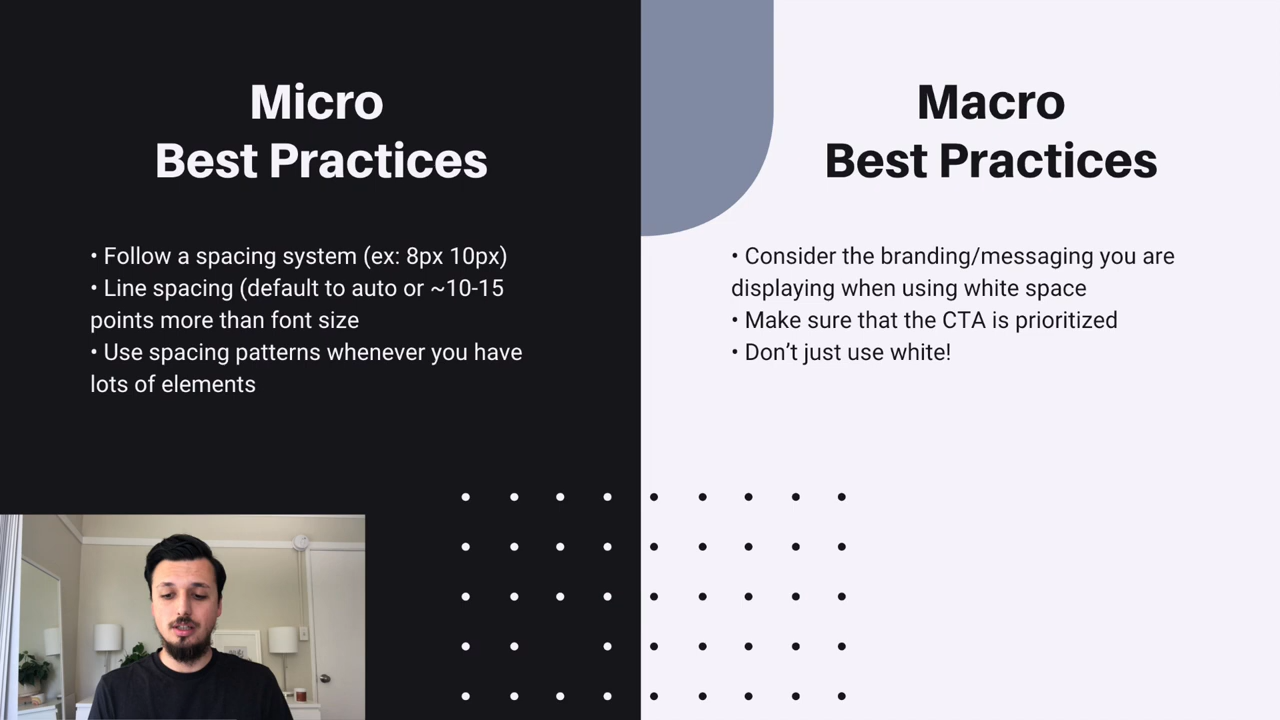 Micro
Best Practices
• Follow a spacing system (ex: 8px 10px)
• Line spacing (default to auto or ~10-15
points more than font size
• Use spacing patterns whenever you have
lots of elements
Macro
Best Practices
• Consider the branding/messaging you are
displaying when using white space
• Make sure that the CTA is prioritized
• Don’t just use white!